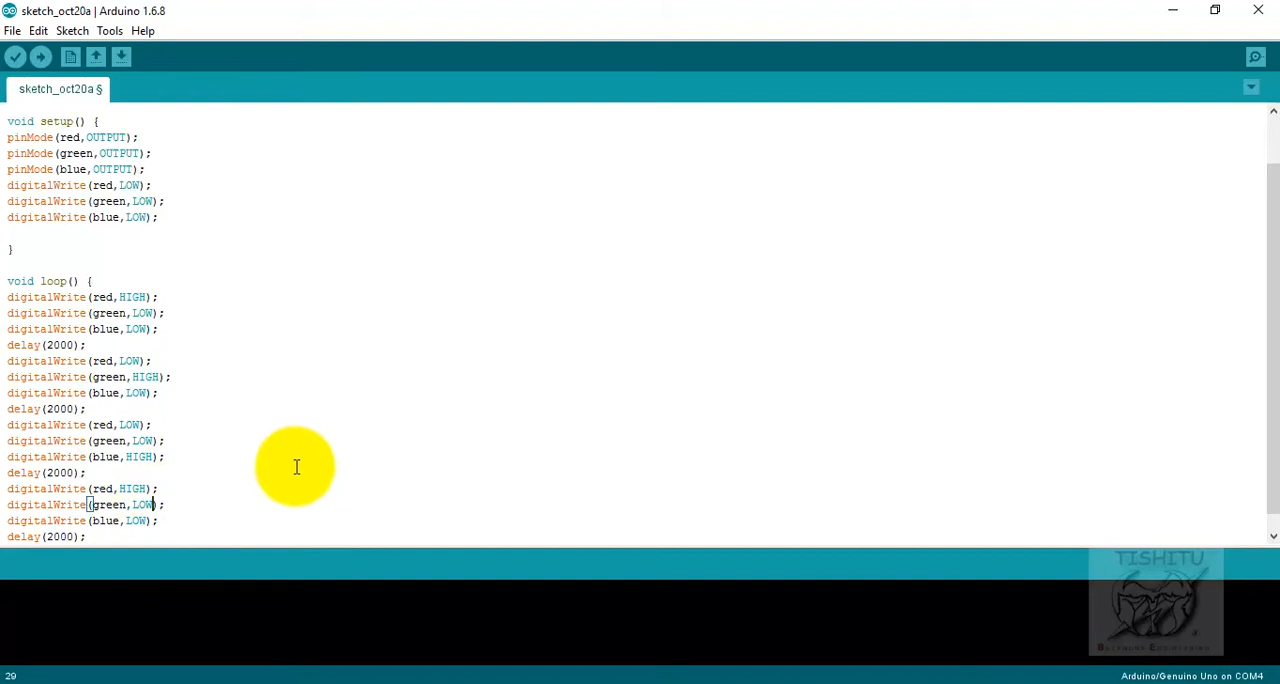 sketch_oct20a | Arduino 1.6.8
File Edit Sketch Tools Help
sketch_oct20a §
void setup() {
pinMode(red,OUTPUT);
pinMode(green,OUTPUT);
pinMode(blue,OUTPUT);
digitalWrite(red,LOW);
digitalWrite(green,LOW);
digitalWrite(blue,LOW);
}
void loop() {
digitalWrite(red,HIGH);
digitalWrite(green,LOW);
digitalWrite(blue,LOW);
delay(2000);
digitalWrite(red,LOW);
digitalWrite(green,HIGH);
digitalWrite(blue,LOW);
delay(2000);
digitalWrite(red,LOW);
digitalWrite(green,LOW);
digitalWrite(blue,HIGH);
delay(2000);
digitalWrite(red,HIGH);
digitalWrite(green,LOW);
digitalWrite(blue,LOW);
delay(2000);
TISHITU
29
Arduino/Genuino Uno on COM4